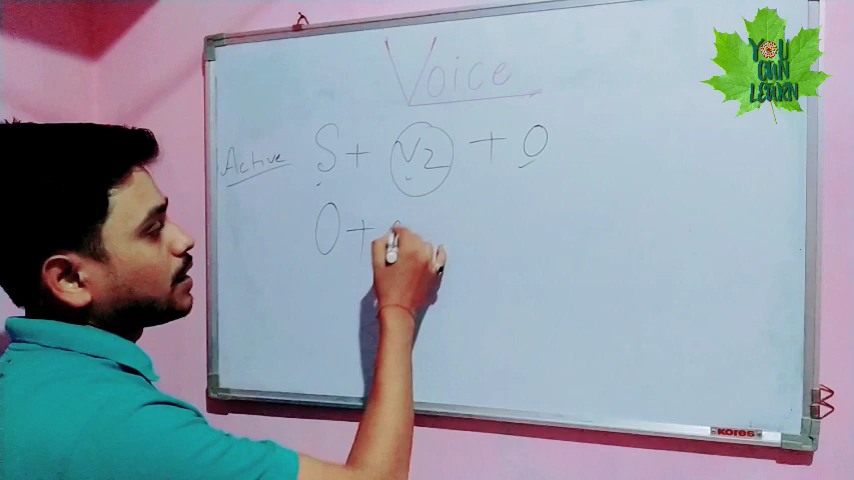 Voice
Active S + V2 + O
O +
YOU
CAN
LEARN
kores